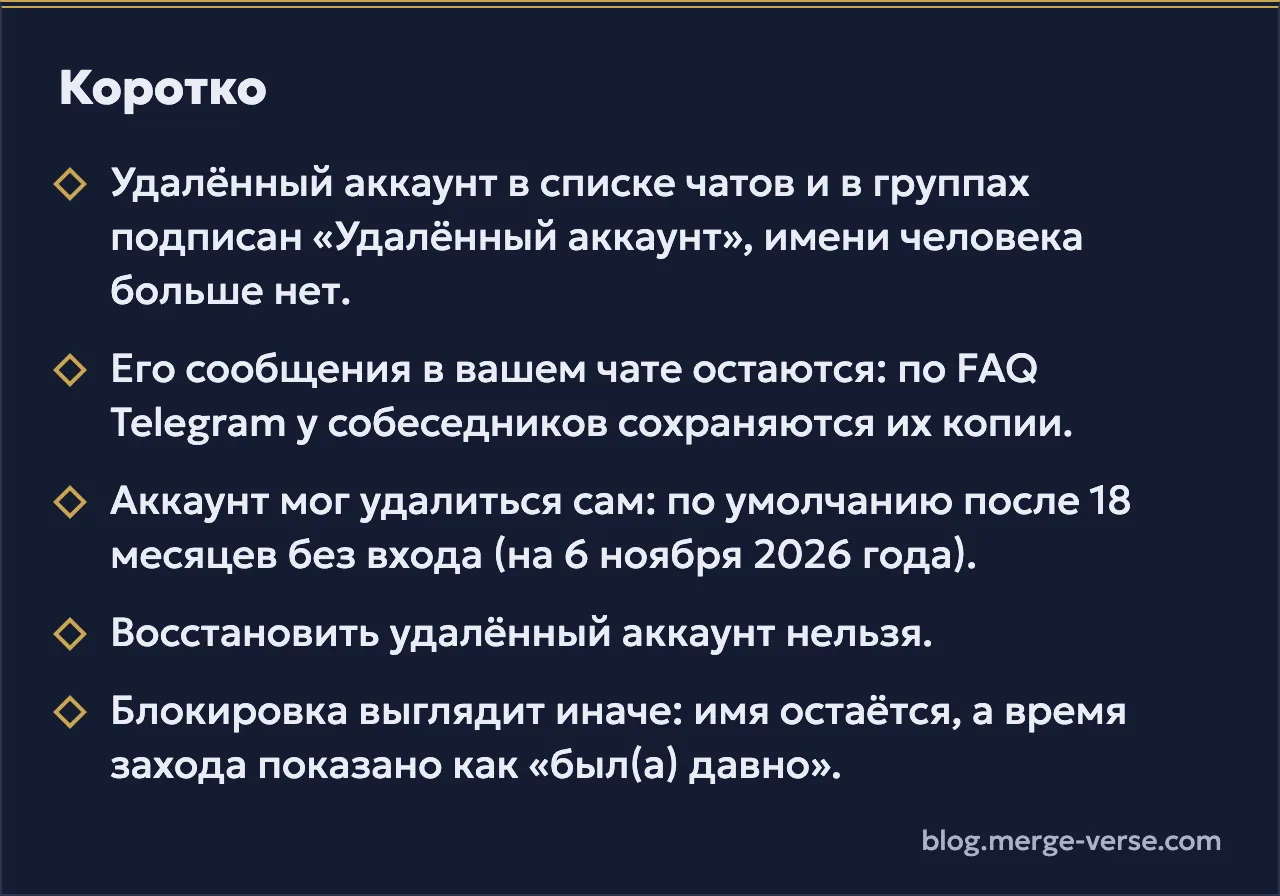 Коротко
Удалённый аккаунт в списке чатов и в группах
подписан «Удалённый аккаунт», имени человека
больше нет.
Его сообщения в вашем чате остаются: по FAQ
Telegram у собеседников сохраняются их копии.
Аккаунт мог удалиться сам: по умолчанию после 18
месяцев без входа (на 6 ноября 2026 года).
Восстановить удалённый аккаунт нельзя.
Блокировка выглядит иначе: имя остаётся, а время
захода показано как «был(а) давно».
blog.merge-verse.com